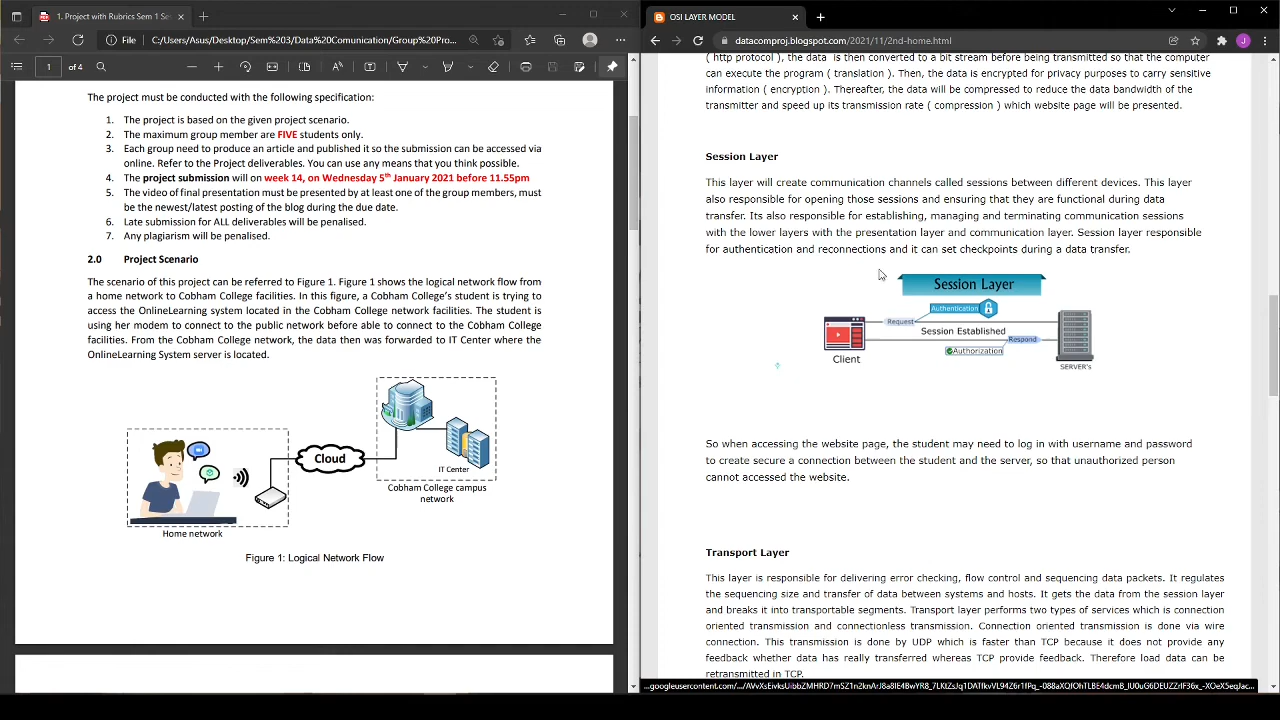 1. Project with Rubrics Sem 1 Se
File
C:/Users/Asus/Desktop/Sem%203/Data%20Comunication/Group%20Pro...
1 of 4
The project must be conducted with the following specification:
1. The project is based on the given project scenario.
2. The maximum group member are FIVE students only.
3. Each group need to produce an article and published it so the submission can be accessed via
online. Refer to the Project deliverables. You can use any means that you think possible.
4. The project submission will on week 14, on Wednesday 5th January 2021 before 11.55pm
5. The video of final presentation must be presented by at least one of the group members, must
be the newest/latest posting of the blog during the due date.
6. Late submission for ALL deliverables will be penalised.
7. Any plagiarism will be penalised.
2.0 Project Scenario
The scenario of this project can be referred to Figure 1. Figure 1 shows the logical network flow from
a home network to Cobham College facilities. In this figure, a Cobham College's student is trying to
access the OnlineLearning system located in the Cobham College network facilities. The student is
using her modem to connect to the public network before able to connect to the Cobham College
facilities. From the Cobham College network, the data then was forwarded to IT Center where the
OnlineLearning System server is located.
Cloud
IT Center
Cobham College campus
network
Home network
Figure 1: Logical Network Flow
OSI LAYER MODEL
datacomproj.blogspot.com/2021/11/2nd-home.html
J
( http protocol ), the data is then converted to a bit stream before being transmitted so that the computer
can execute the program ( translation ). Then, the data is encrypted for privacy purposes to carry sensitive
information ( encryption ). Thereafter, the data will be compressed to reduce the data bandwidth of the
transmitter and speed up its transmission rate ( compression ) which website page will be presented.
Session Layer
This layer will create communication channels called sessions between different devices. This layer
also responsible for opening those sessions and ensuring that they are functional during data
transfer. Its also responsible for establishing, managing and terminating communication sessions
with the lower layers with the presentation layer and communication layer. Session layer responsible
for authentication and reconnections and it can set checkpoints during a data transfer.
Session Layer
Authentication
Request
Session Established
Respond
Authorization
Client
SERVER's
So when accessing the website page, the student may need to log in with username and password
to create secure a connection between the student and the server, so that unauthorized person
cannot accessed the website.
Transport Layer
This layer is responsible for delivering error checking, flow control and sequencing data packets. It regulates
the sequencing size and transfer of data between systems and hosts. It gets the data from the session layer
and breaks it into transportable segments. Transport layer performs two types of services which is connection
oriented transmission and connectionless transmission. Connection oriented transmission is done via wire
connection. This transmission is done by UDP which is faster than TCP because it does not provide any
feedback whether data has really transferred whereas TCP provide feedback. Therefore load data can be
retransmitted in TCP.